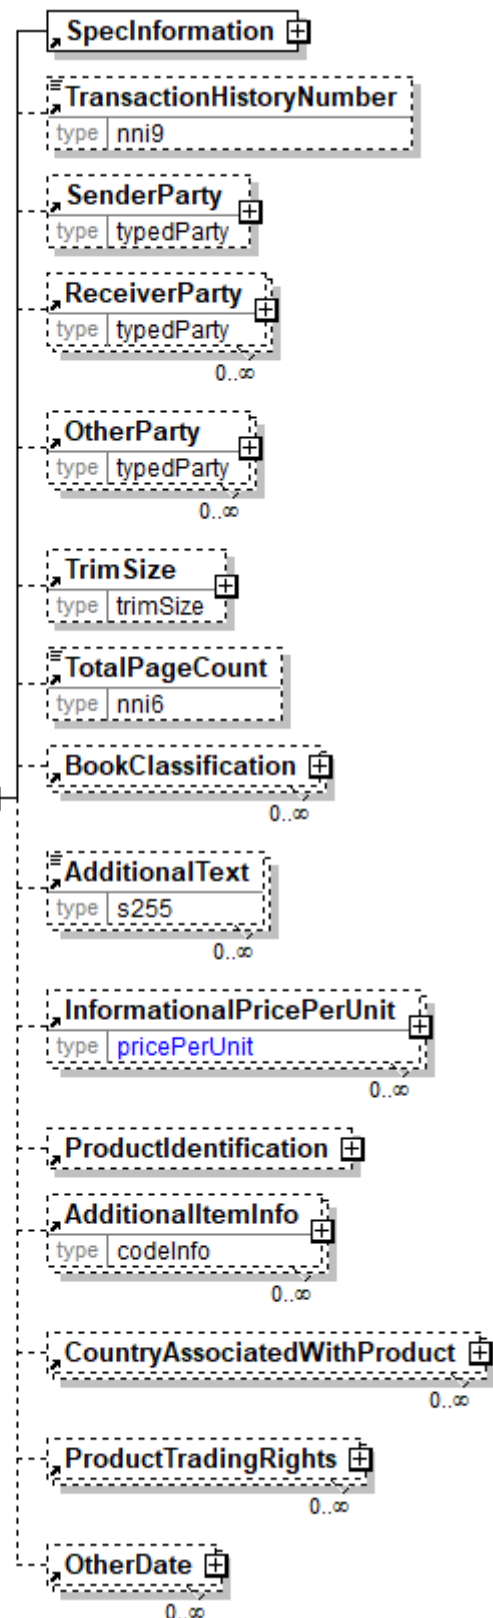 SpecInformation
TransactionHistoryNumber
type nni9
SenderParty
type typedParty
ReceiverParty
type typedParty
0..∞
OtherParty
type typedParty
0..∞
TrimSize
type trimSize
TotalPageCount
type nni6
BookClassification
0..∞
AdditionalText
type s255
0..∞
InformationalPricePerUnit
type pricePerUnit
0..∞
ProductIdentification
AdditionalItemInfo
type codeInfo
0..∞
CountryAssociatedWithProduct
0..∞
ProductTradingRights
0..∞
OtherDate
0..∞